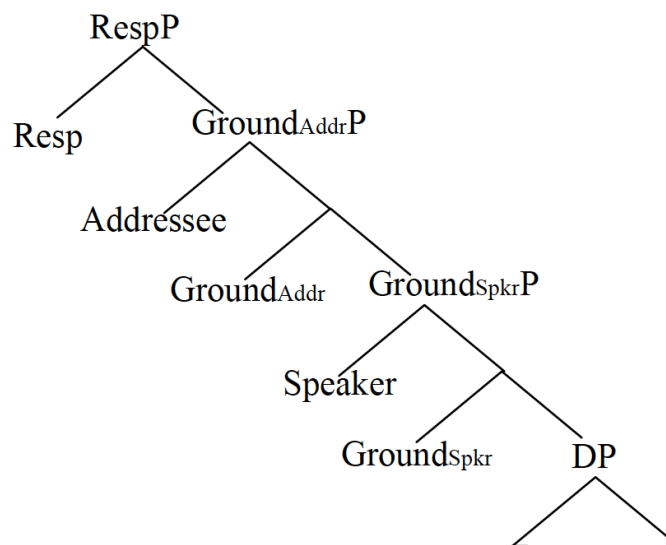 RespP
Resp
GroundAddrP
Addressee
GroundAddr
GroundSpkrP
Speaker
GroundSpkr
DP